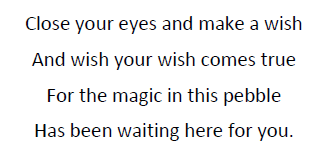 Close your eyes and make a wish
And wish your wish comes true
For the magic in this pebble
Has been waiting here for you.